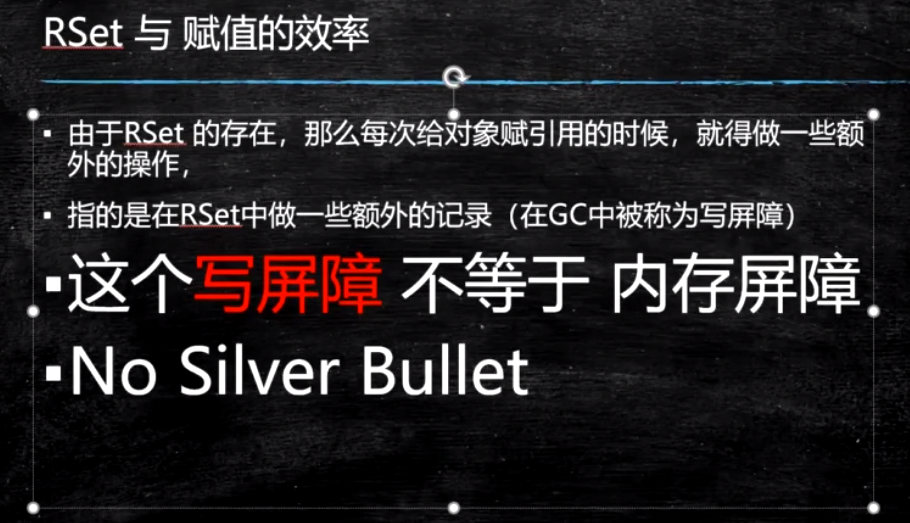 RSet 与 赋值的效率
▪ 由于RSet 的存在，那么每次给对象赋引用的时候，就得做一些额
外的操作，
▪ 指的是在RSet中做一些额外的记录（在GC中被称为写屏障）
▪这个写屏障 不等于 内存屏障
▪No Silver Bullet